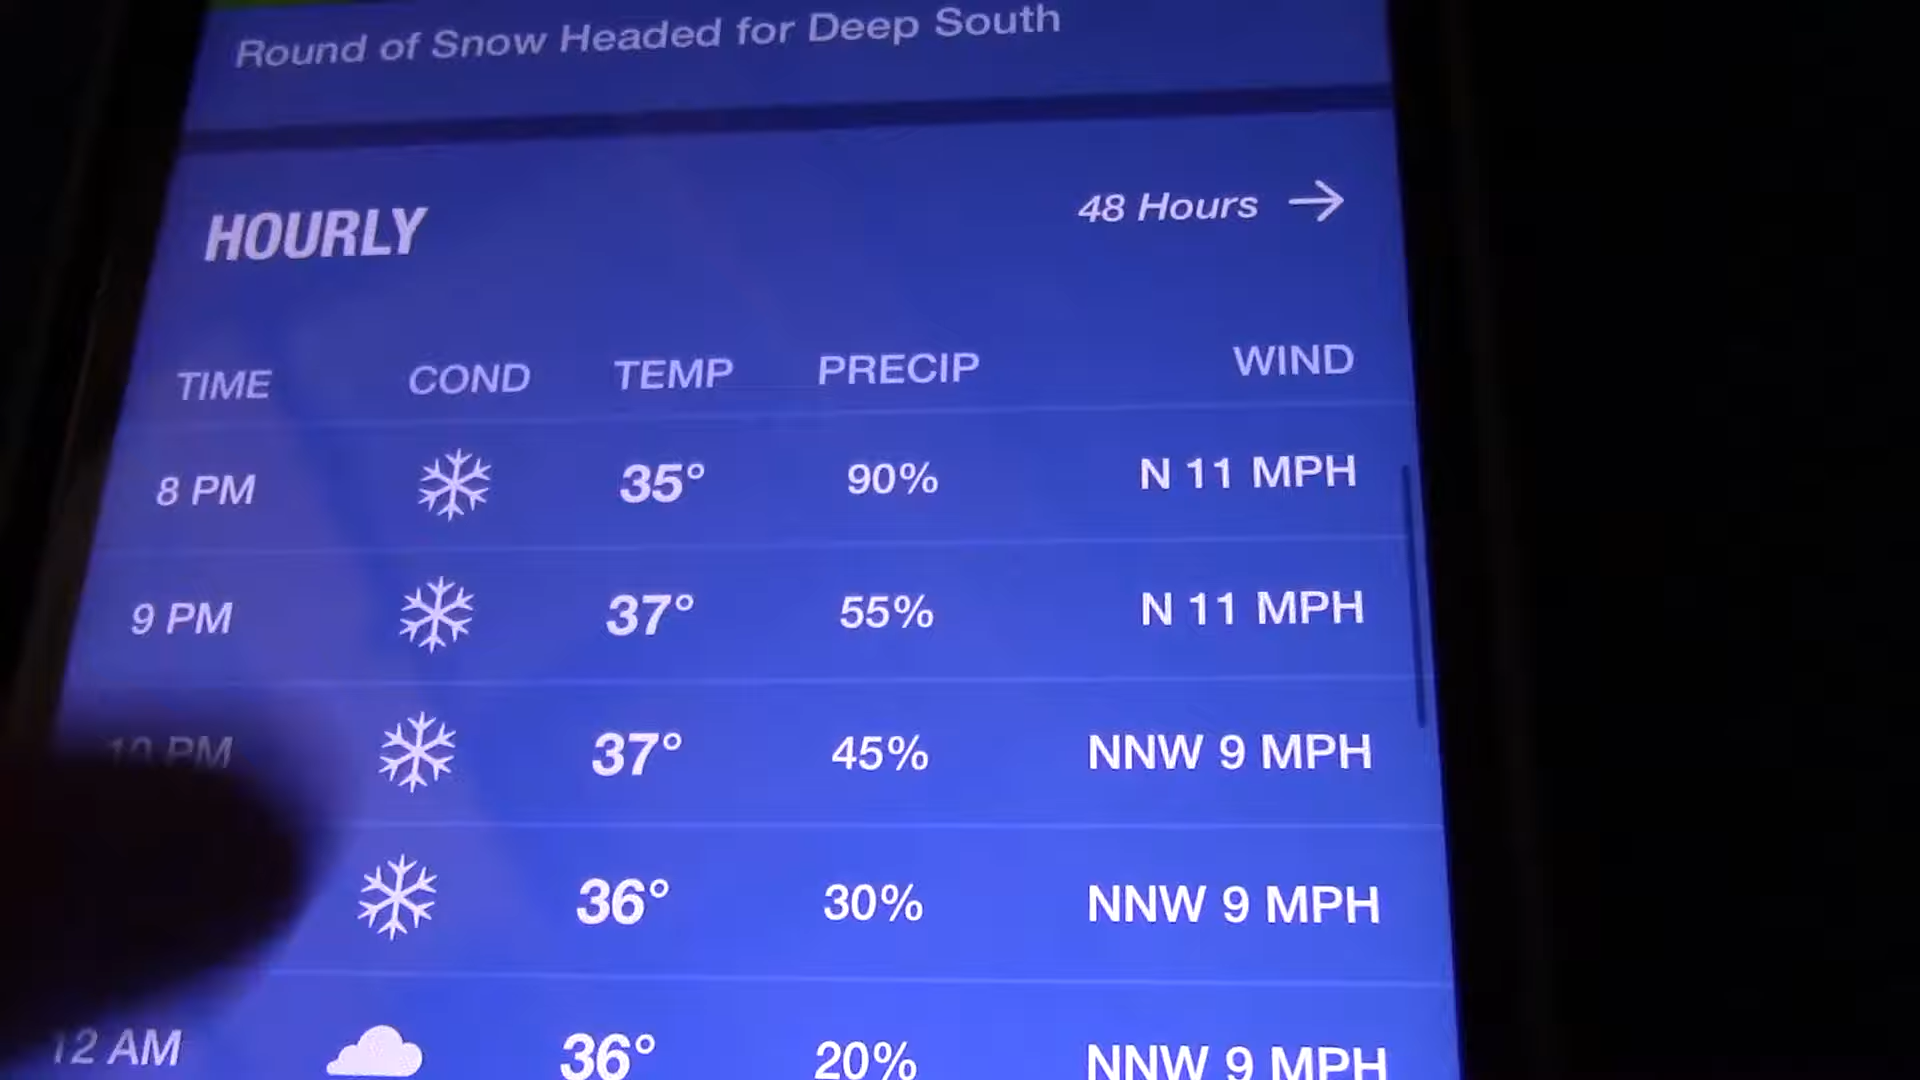 Round of Snow Headed for Deep South
HOURLY
48 Hours
TIME COND TEMP PRECIP WIND
8 PM 35° 90% N 11 MPH
9 PM 37° 55% N 11 MPH
10 PM 37° 45% NNW 9 MPH
36° 30% NNW 9 MPH
12 AM 36° 20% NNW 9 MPH